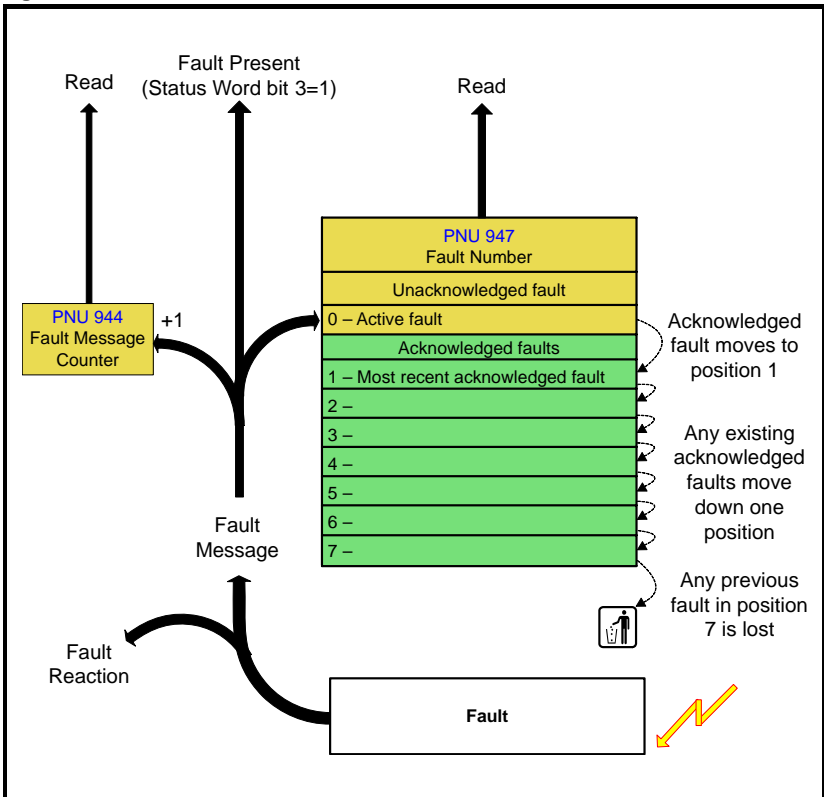 Fault Present
(Status Word bit 3=1)
Read
Read
PNU 947
Fault Number
Unacknowledged fault
0 – Active fault
Acknowledged faults
1 – Most recent acknowledged fault
2 –
3 –
4 –
5 –
6 –
7 –
PNU 944
Fault Message
Counter
+1
Acknowledged
fault moves to
position 1
Any existing
acknowledged
faults move
down one
position
Any previous
fault in position
7 is lost
Fault
Message
Fault
Reaction
Fault